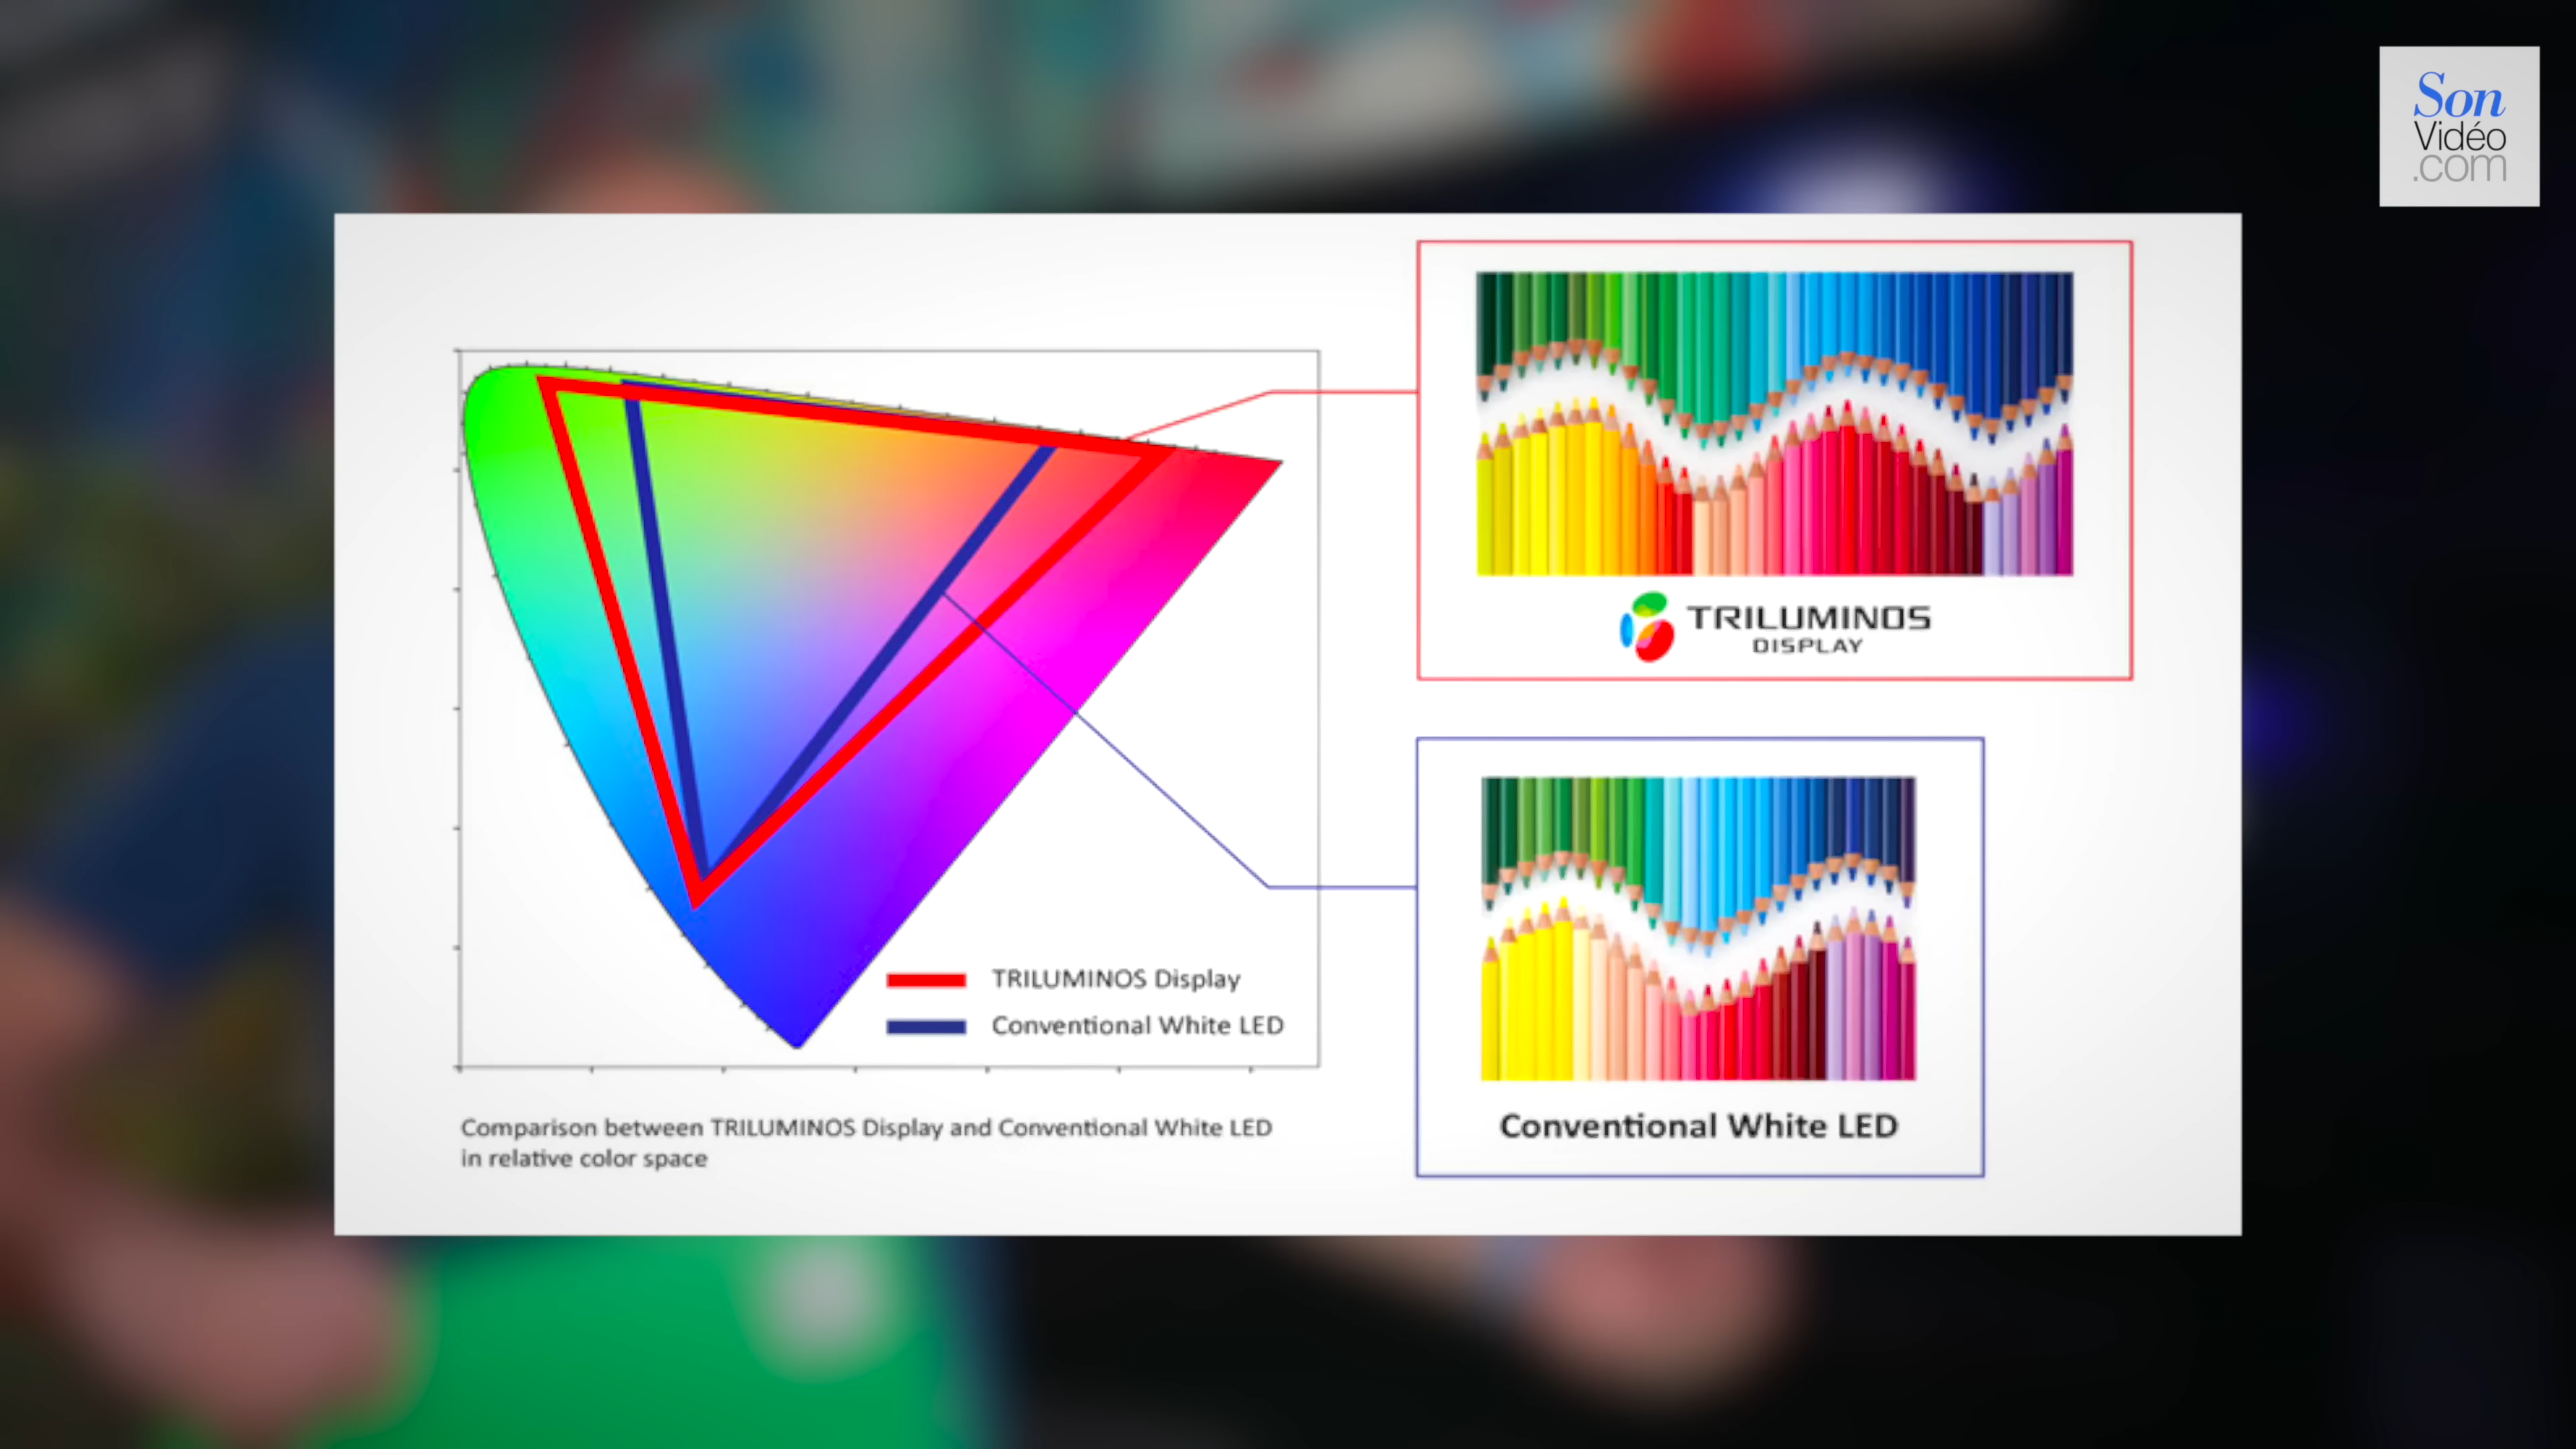 Son
Vidéo
.com
TRILUMINOS
DISPLAY
TRILUMINOS Display
Conventional White LED
Comparison between TRILUMINOS Display and Conventional White LED
in relative color space
Conventional White LED